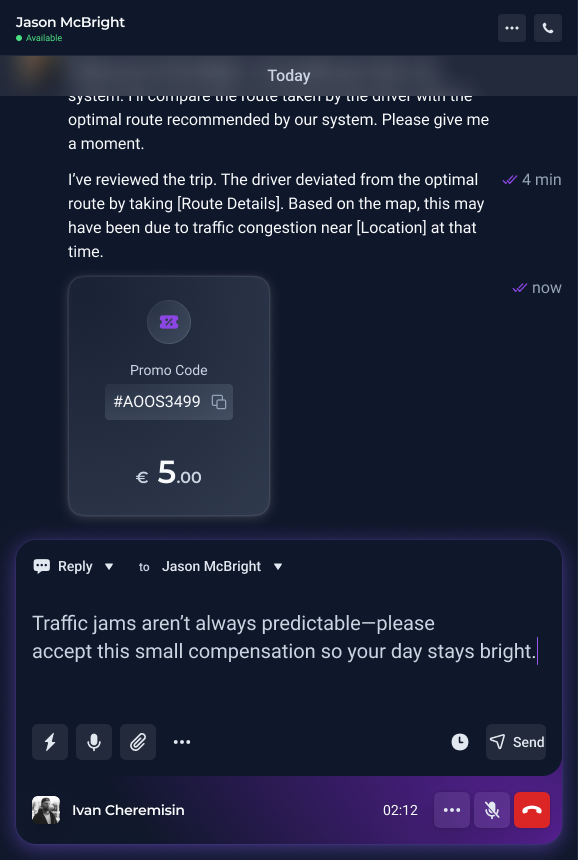 Jason McBright
Available
Today
system. I'll compare the route taken by the driver with the
optimal route recommended by our system. Please give me
a moment.
I've reviewed the trip. The driver deviated from the optimal
route by taking [Route Details]. Based on the map, this may
have been due to traffic congestion near [Location] at that
time.
4 min
now
Promo Code
#AOOS3499
€ 5.00
Reply
to Jason McBright
Traffic jams aren't always predictable—please
accept this small compensation so your day stays bright.
Send
Ivan Cheremisin
02:12